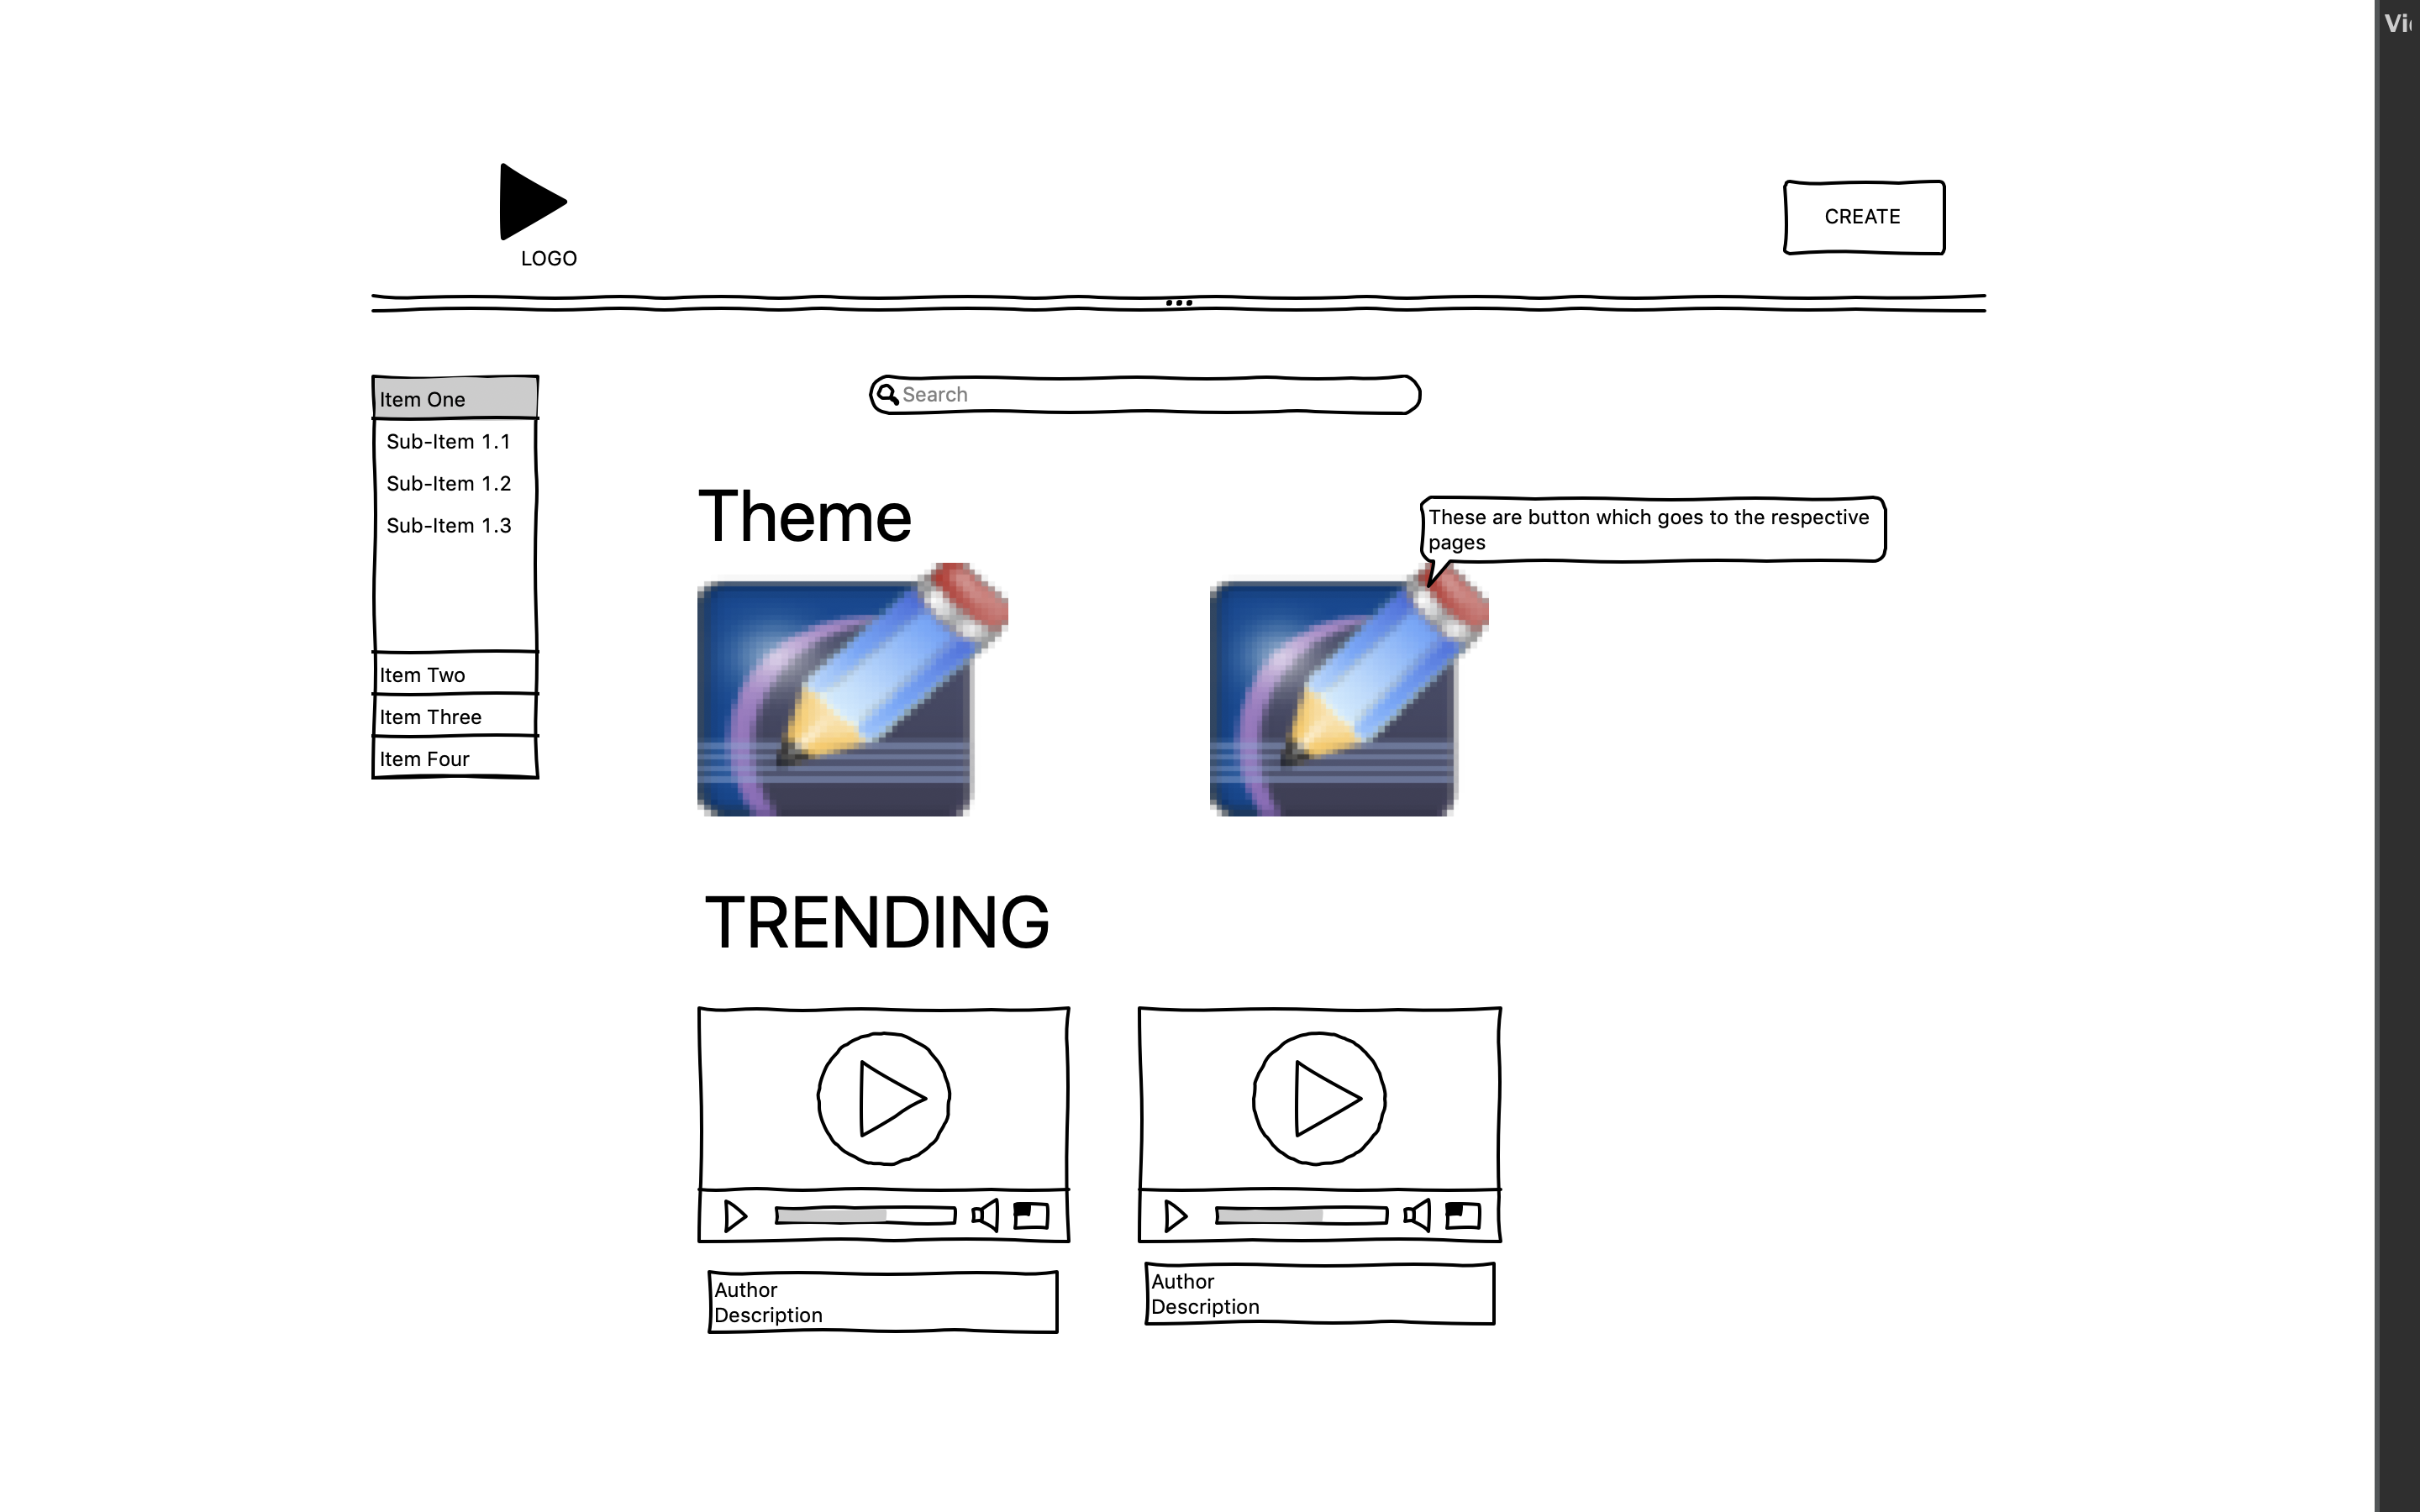 LOGO
CREATE
Item One
Sub-Item 1.1
Sub-Item 1.2
Sub-Item 1.3
Item Two
Item Three
Item Four
Search
Theme
These are button which goes to the respective
pages
TRENDING
Author
Description
Author
Description